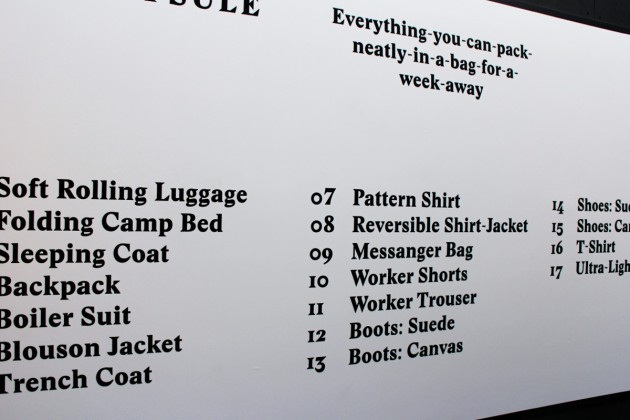 Everything-you-can-pack-
neatly-in-a-bag-for-a-
week-away
Soft Rolling Luggage
Folding Camp Bed
Sleeping Coat
Backpack
Boiler Suit
Blouson Jacket
Trench Coat
07 Pattern Shirt
08 Reversible Shirt-Jacket
09 Messanger Bag
10 Worker Shorts
11 Worker Trouser
12 Boots: Suede
13 Boots: Canvas
14 Shoes:
15 Shoes:
16 T-Shirt
17